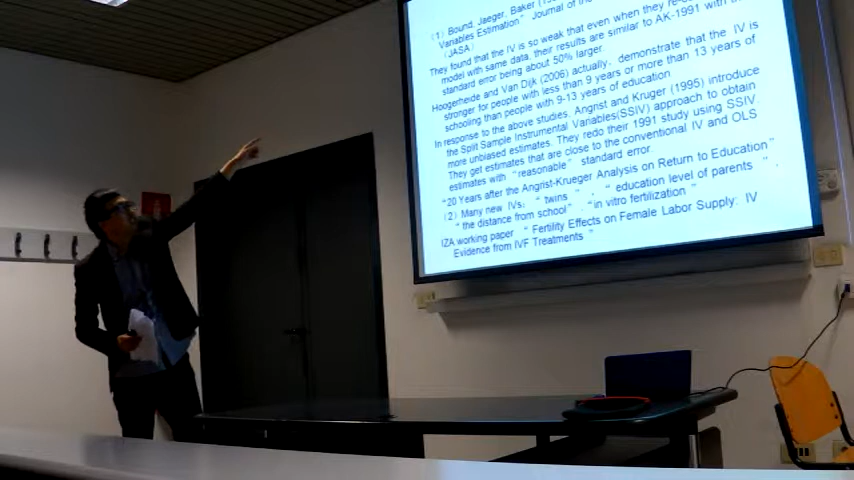 (1) Bound, Jaeger, Baker
Variables Estimation" Journal of the
(JASA)
They found that the IV is so weak that even when they
model with same data, their results are similar to AK-1991 with
standard error being about 50% larger.
Hoogerheide and Van Dijk (2006) actually, demonstrate that the IV is
stronger for people with less than 9 years or more than 13 years of
schooling than people with 9-13 years of education
In response to the above studies, Angrist and Kruger (1995) introduce
the Split Sample Instrumental Variables(SSIV) approach to obtain
more unbiased estimates. They redo their 1991 study using SSIV
They get estimates that are close to the conventional IV and OLS
estimates with "reasonable" standard error.
"20 Years after the Angrist-Krueger Analysis on Return to Education"
(2) Many new IVs: "twins", "education level of parents",
"the distance from school", "in vitro fertilization"
IZA working paper "Fertility Effects on Female Labor Supply: IV
Evidence from IVF Treatments"